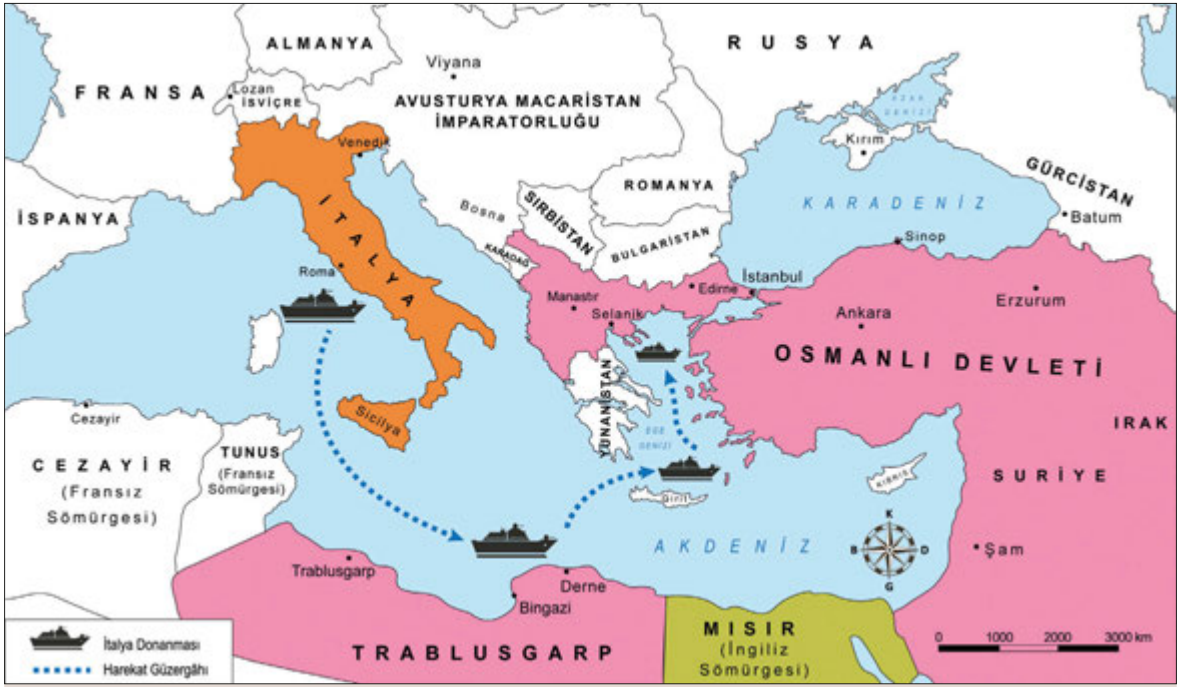 ALMANYA
RUSYA
Viyana
FRANSA
Lozan
İSVİÇRE
AVUSTURYA MACARİSTAN
İMPARATORLUĞU
AZAK
DENİZİ
Kırım
Venedik
GÜRCİSTAN
ROMANYA
KARADENİZ
İSPANYA
Bosna
SIRBİSTAN
Batum
BULGARİSTAN
Sinop
İTALYA
KARADAĞ
Roma
İstanbul
Edirne
Manastır
Erzurum
Selanik
Ankara
OSMANLI DEVLETİ
YUNANİSTAN
Sicilya
Cezayir
EGE
DENİZİ
IRAK
TUNUS
(Fransız
Sömürgesi)
CEZAYİR
(Fransız
Sömürgesi)
KIBRIS
SURİYE
Girit
K
B
D
G
AKDENİZ
Şam
Trablusgarp
Derne
Bingazi
MISIR
(İngiliz
Sömürgesi)
TRABLUSGARP
0 1000 2000 3000 km
İtalya Donanması
Harekat Güzergâhı